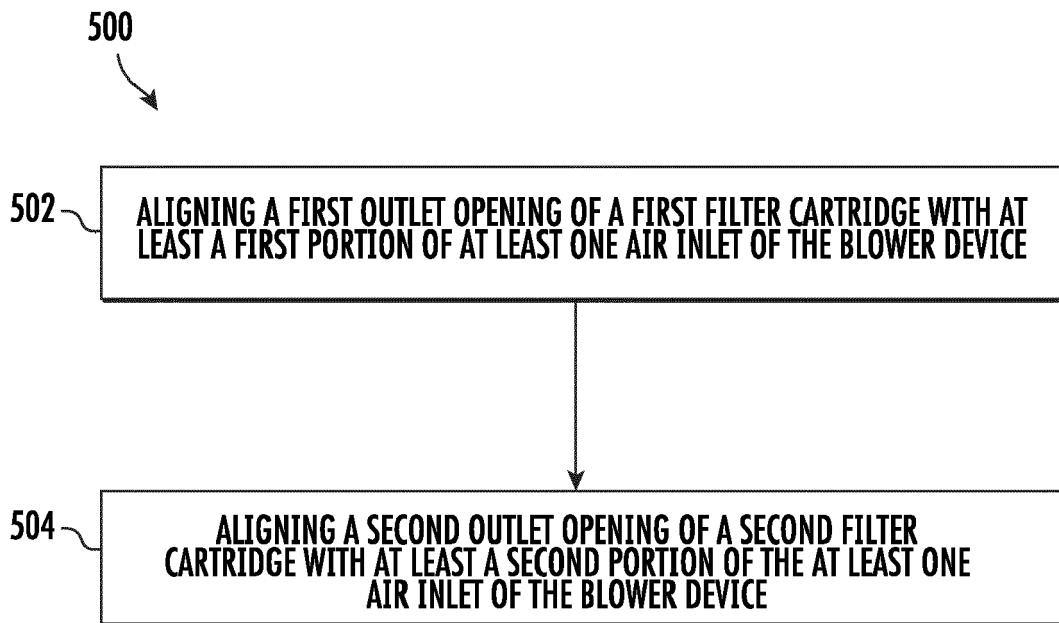 500
502
ALIGNING A FIRST OUTLET OPENING OF A FIRST FILTER CARTRIDGE WITH AT
LEAST A FIRST PORTION OF AT LEAST ONE AIR INLET OF THE BLOWER DEVICE
504
ALIGNING A SECOND OUTLET OPENING OF A SECOND FILTER
CARTRIDGE WITH AT LEAST A SECOND PORTION OF THE AT LEAST ONE
AIR INLET OF THE BLOWER DEVICE